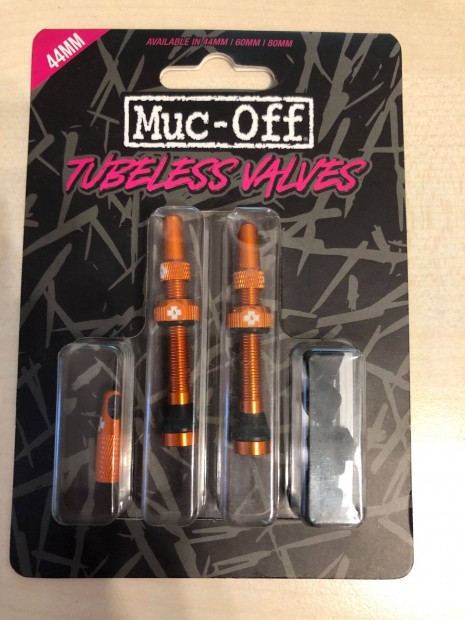 44MM
AVAILABLE IN 44MM / 60MM / 80MM
Muc-Off
TUBELESS VALVES